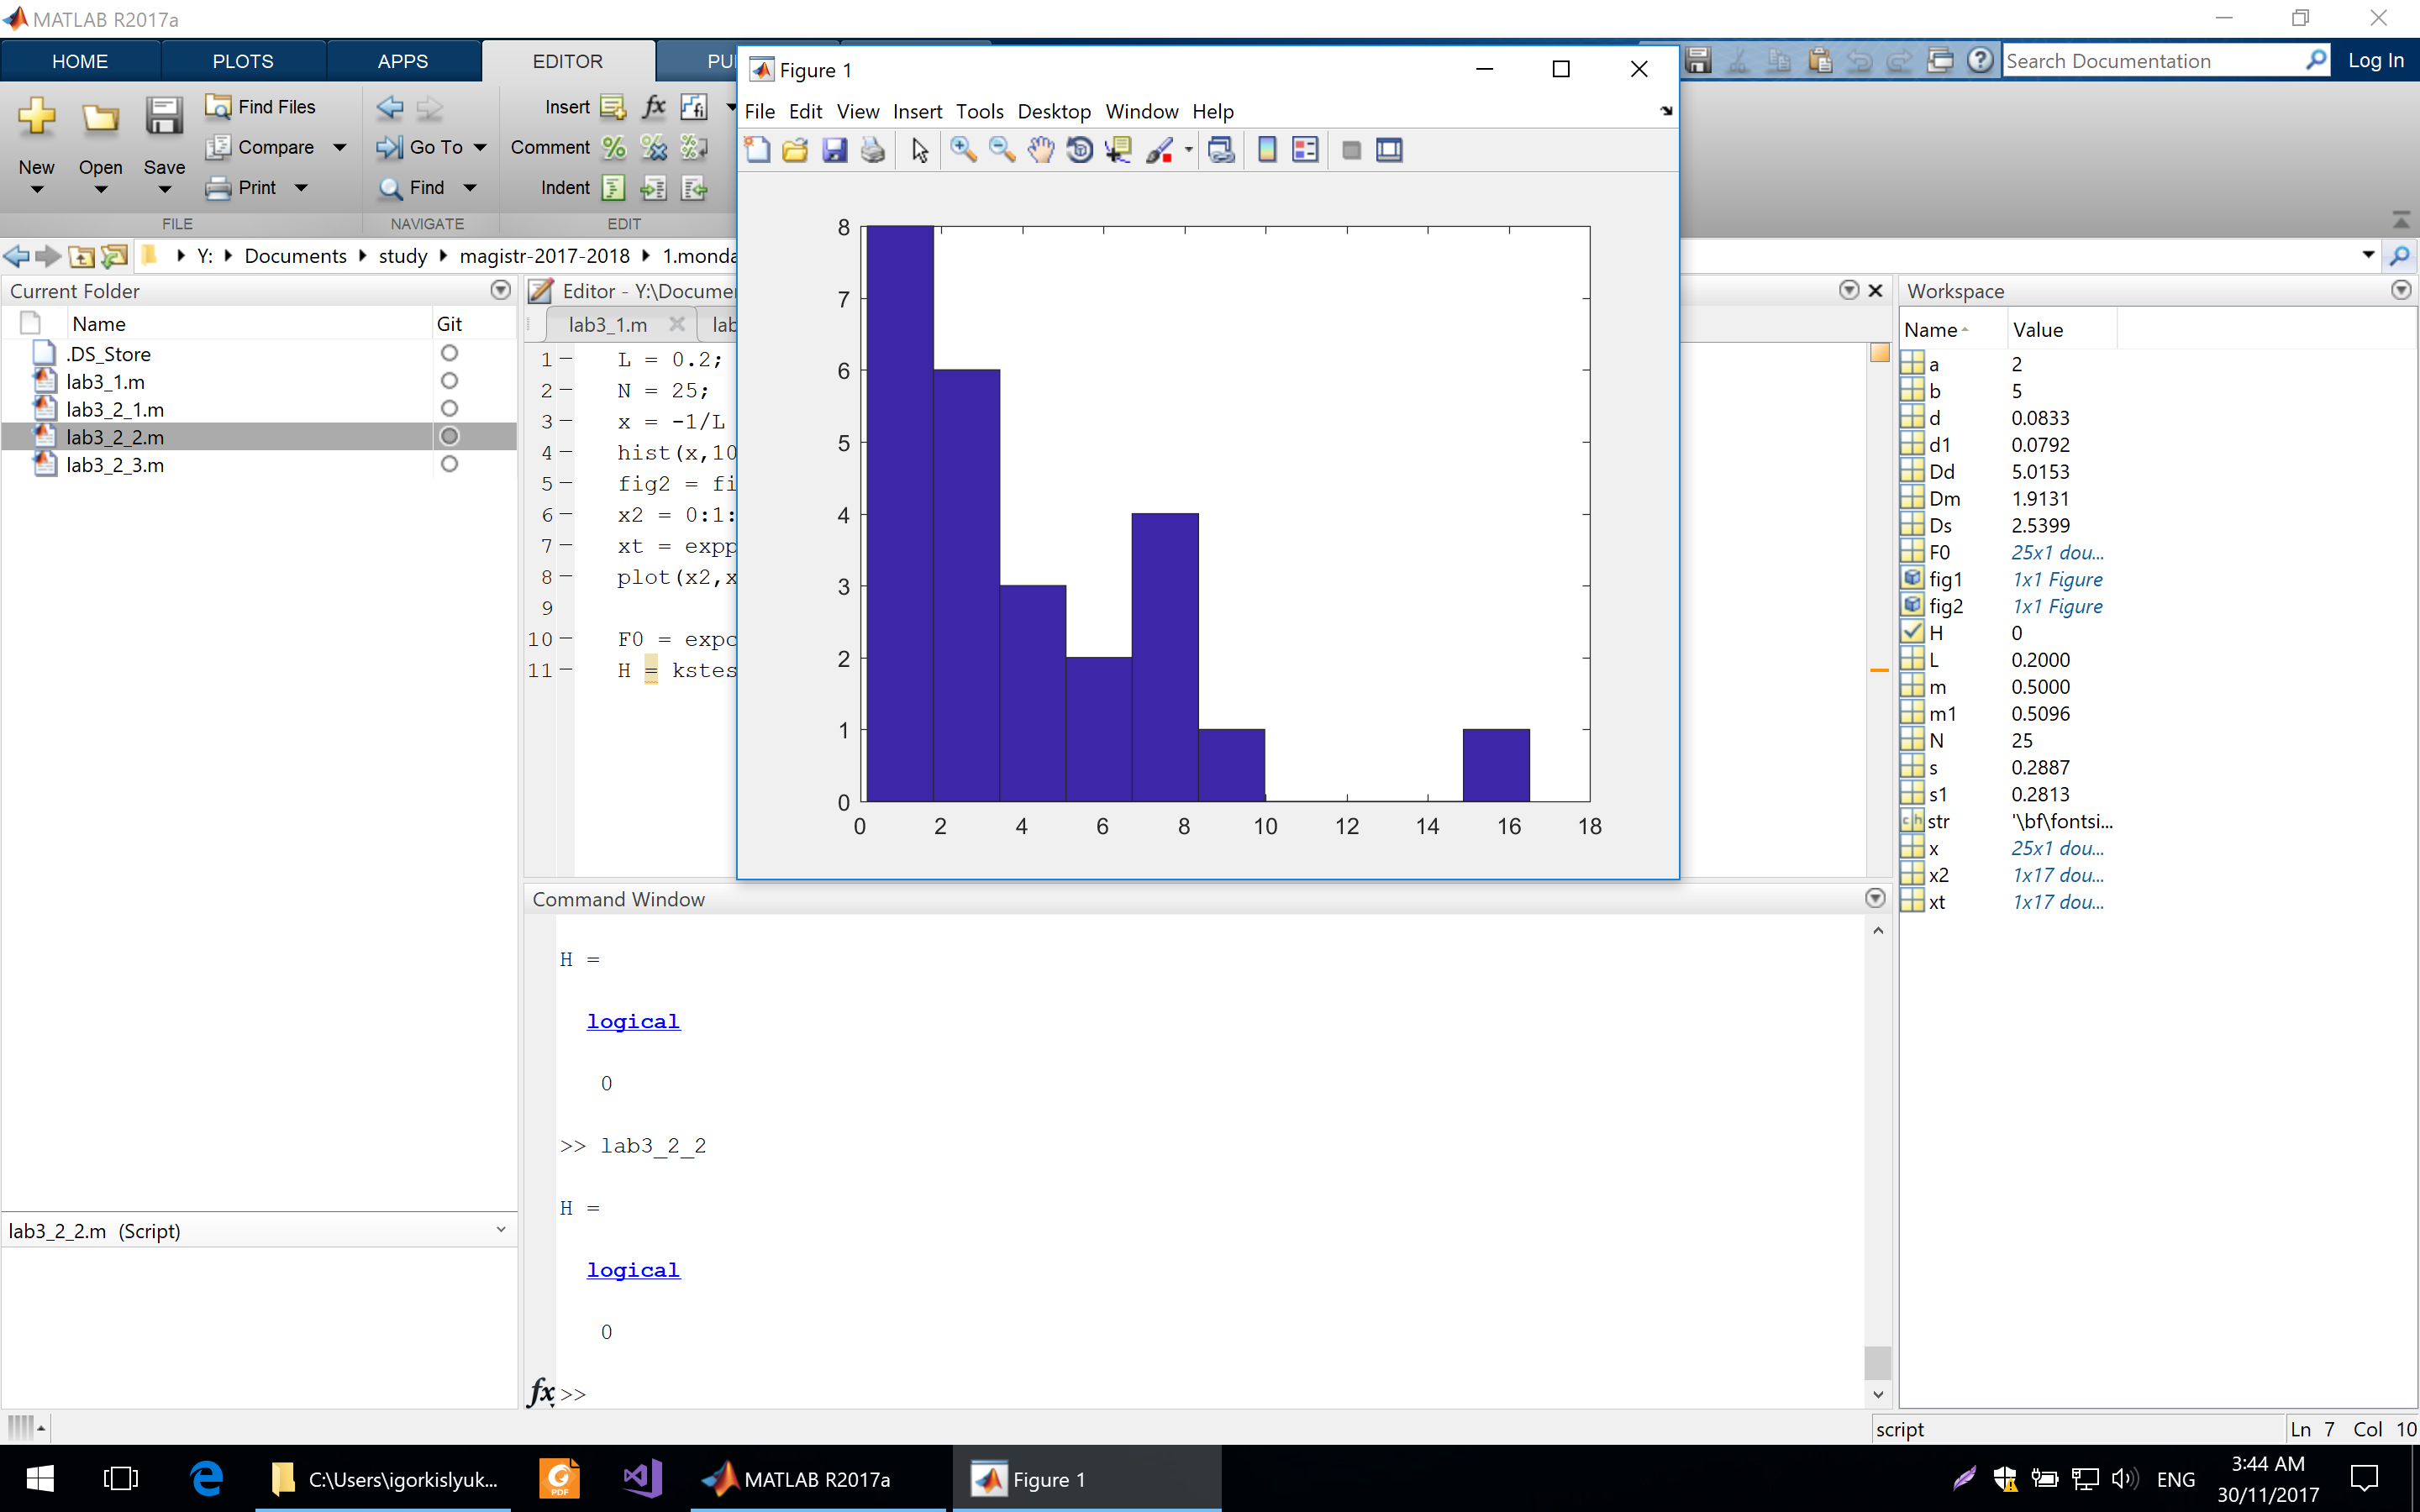 MATLAB R2017a
HOME PLOTS APPS EDITOR PU
Search Documentation Log In
New Open Save
Find Files
Compare
Print
Go To
Find
Insert fx fi
Comment
Indent
FILE NAVIGATE EDIT
Y: Documents study magistr-2017-2018 1.monda
Current Folder
Name Git
.DS_Store
lab3_1.m
lab3_2_1.m
lab3_2_2.m
lab3_2_3.m
lab3_2_2.m (Script)
Editor - Y:\Documen
lab3_1.m lab
1 L = 0.2;
2 N = 25;
3 x = -1/L
4 hist(x,10
5 fig2 = fi
6 x2 = 0:1:
7 xt = expp
8 plot(x2,x
9
10 F0 = expc
11 H = kstes
Figure 1
File Edit View Insert Tools Desktop Window Help
8
7
6
5
4
3
2
1
0
0 2 4 6 8 10 12 14 16 18
Command Window
H =
logical
0
>> lab3_2_2
H =
logical
0
fx >>
Workspace
Name Value
a 2
b 5
d 0.0833
d1 0.0792
Dd 5.0153
Dm 1.9131
Ds 2.5399
F0 25x1 dou...
fig1 1x1 Figure
fig2 1x1 Figure
H 0
L 0.2000
m 0.5000
m1 0.5096
N 25
s 0.2887
s1 0.2813
str '\bf\fontsi...
x 25x1 dou...
x2 1x17 dou...
xt 1x17 dou...
script Ln 7 Col 10
C:\Users\igorkislyuk... PDF MATLAB R2017a Figure 1
ENG 3:44 AM
30/11/2017